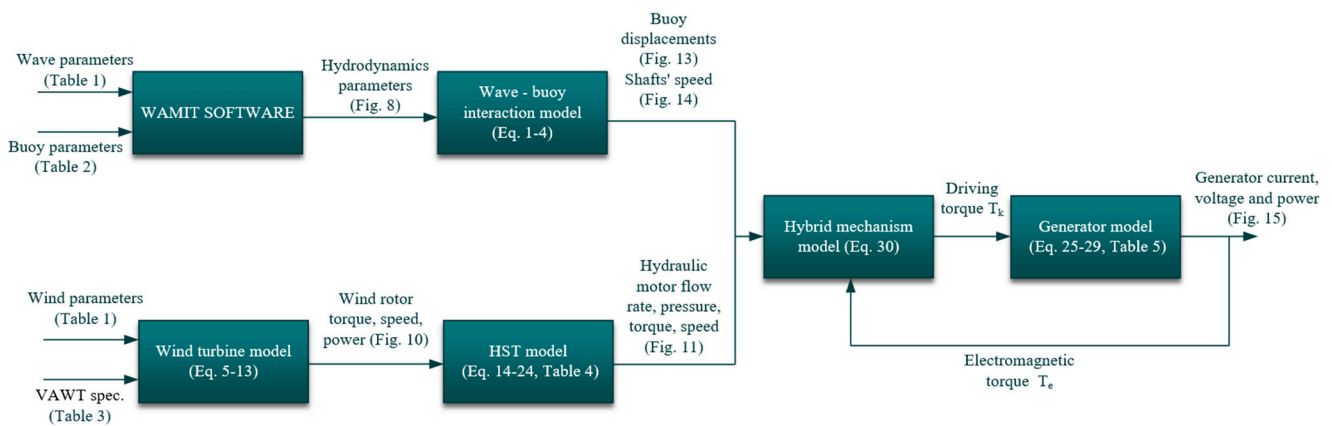 Wave parameters
(Table 1)
Buoy parameters
(Table 2)
WAMIT SOFTWARE
Hydrodynamics
parameters
(Fig. 8)
Wave - buoy
interaction model
(Eq. 1-4)
Buoy
displacements
(Fig. 13)
Shafts' speed
(Fig. 14)
Wind parameters
(Table 1)
VAWT spec.
(Table 3)
Wind turbine model
(Eq. 5-13)
Wind rotor
torque, speed,
power (Fig. 10)
HST model
(Eq. 14-24, Table 4)
Hydraulic
motor flow
rate, pressure,
torque, speed
(Fig. 11)
Hybrid mechanism
model (Eq. 30)
Driving
torque Tk
Generator model
(Eq. 25-29, Table 5)
Generator current,
voltage and power
(Fig. 15)
Electromagnetic
torque Te